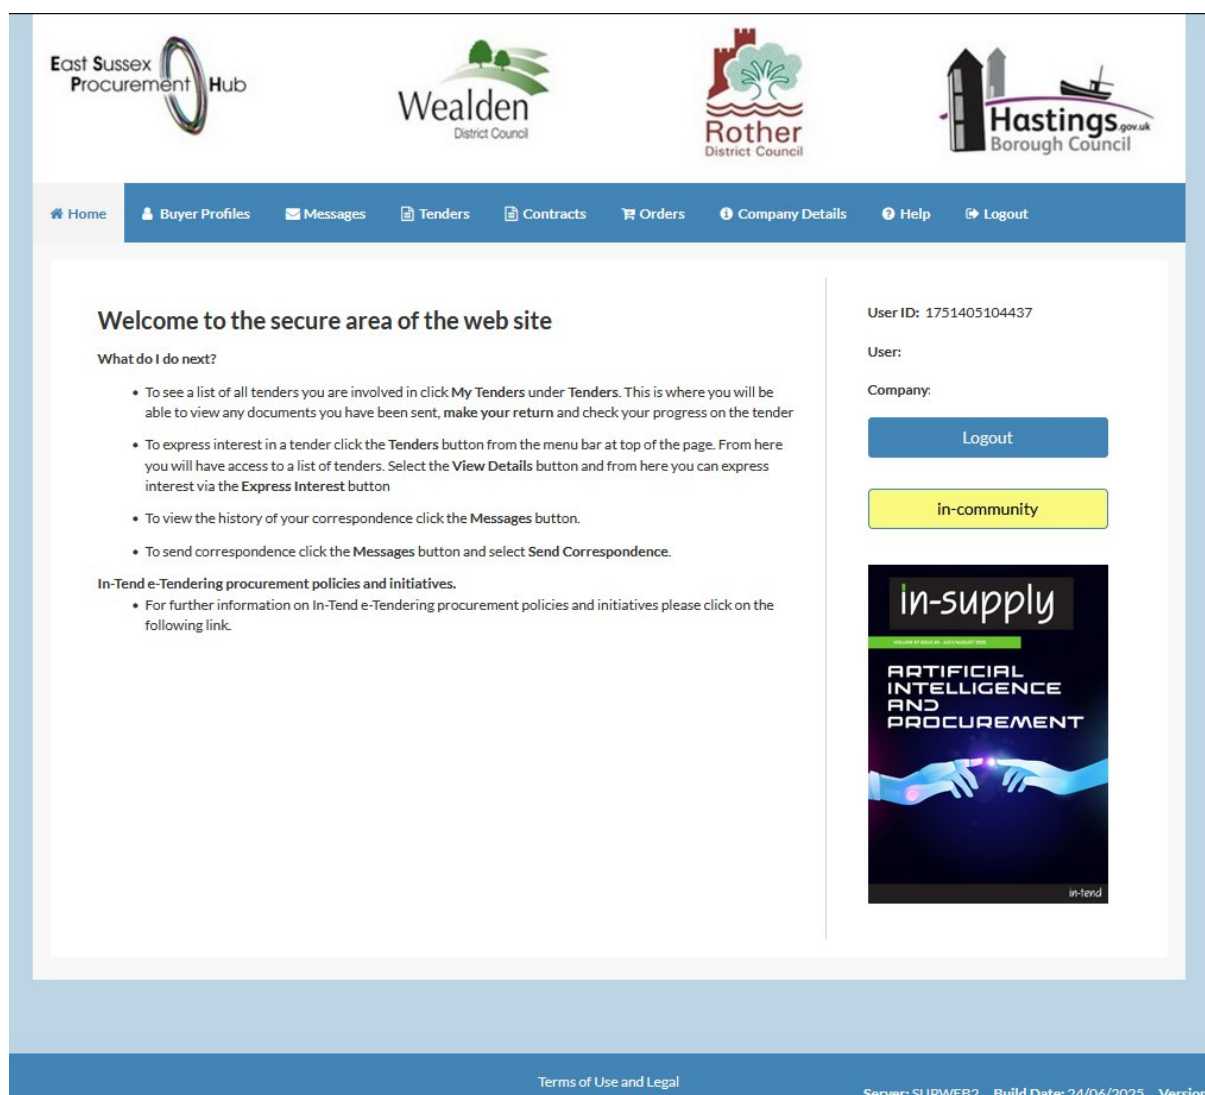 East Sussex
Procurement Hub
Wealden
District Council
Rother
District Council
Hastings.gov.uk
Borough Council
Home Buyer Profiles Messages Tenders Contracts Orders Company Details Help Logout
Welcome to the secure area of the web site
What do I do next?
• To see a list of all tenders you are involved in click My Tenders under Tenders. This is where you will be
able to view any documents you have been sent, make your return and check your progress on the tender
• To express interest in a tender click the Tenders button from the menu bar at top of the page. From here
you will have access to a list of tenders. Select the View Details button and from here you can express
interest via the Express Interest button
• To view the history of your correspondence click the Messages button.
• To send correspondence click the Messages button and select Send Correspondence.
In-Tend e-Tendering procurement policies and initiatives.
• For further information on In-Tend e-Tendering procurement policies and initiatives please click on the
following link.
User ID: 1751405104437
User:
Company:
Logout
in-community
in-supply
ARTIFICIAL
INTELLIGENCE
AND
PROCUREMENT
in-tend
Terms of Use and Legal
Server: SUPWEB2 Build Date: 24/06/2025 Version